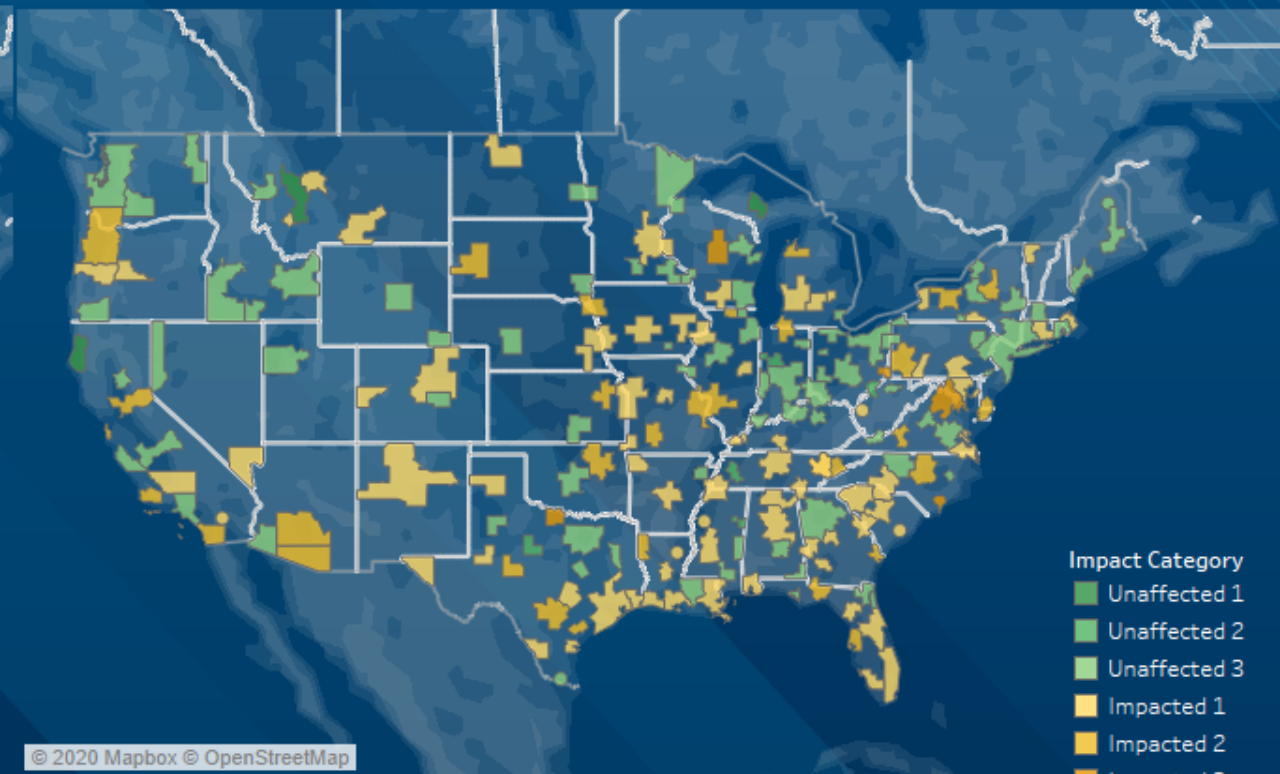 Impact Category
Unaffected 1
Unaffected 2
Unaffected 3
Impacted 1
Impacted 2
© 2020 Mapbox © OpenStreetMap